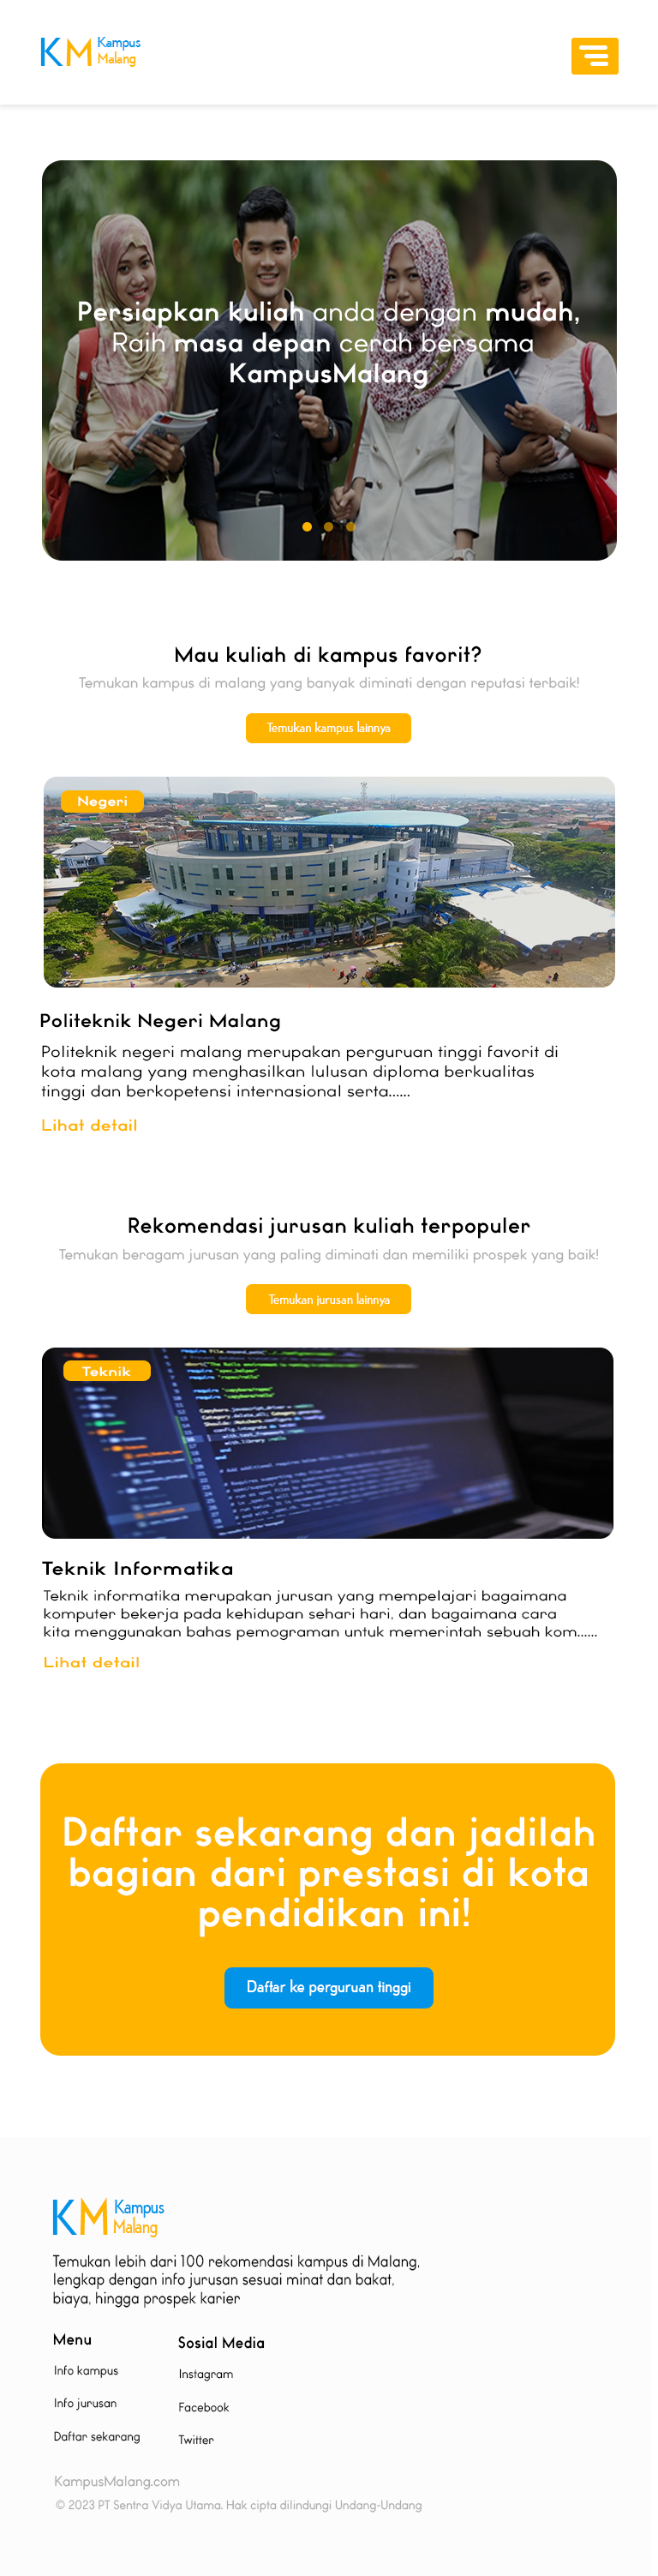 KM Kampus
Malang
Persiapkan kuliah anda dengan mudah,
Raih masa depan cerah bersama
KampusMalang
Mau kuliah di kampus favorit?
Temukan kampus di malang yang banyak diminati dengan reputasi terbaik!
Temukan kampus lainnya
Negeri
Politeknik Negeri Malang
Politeknik negeri malang merupakan perguruan tinggi favorit di
kota malang yang menghasilkan lulusan diploma berkualitas
tinggi dan berkopetensi internasional serta......
Lihat detail
Rekomendasi jurusan kuliah terpopuler
Temukan beragam jurusan yang paling diminati dan memiliki prospek yang baik!
Temukan jurusan lainnya
Teknik
Teknik Informatika
Teknik informatika merupakan jurusan yang mempelajari bagaimana
komputer bekerja pada kehidupan sehari hari, dan bagaimana cara
kita menggunakan bahas pemograman untuk memerintah sebuah kom......
Lihat detail
Daftar sekarang dan jadilah
bagian dari prestasi di kota
pendidikan ini!
Daftar ke perguruan tinggi
KM Kampus
Malang
Temukan lebih dari 100 rekomendasi kampus di Malang,
lengkap dengan info jurusan sesuai minat dan bakat,
biaya, hingga prospek karier
Menu
Sosial Media
Info kampus
Instagram
Info jurusan
Facebook
Daftar sekarang
Twitter
KampusMalang.com
© 2023 PT Sentra Vidya Utama. Hak cipta dilindungi Undang-Undang